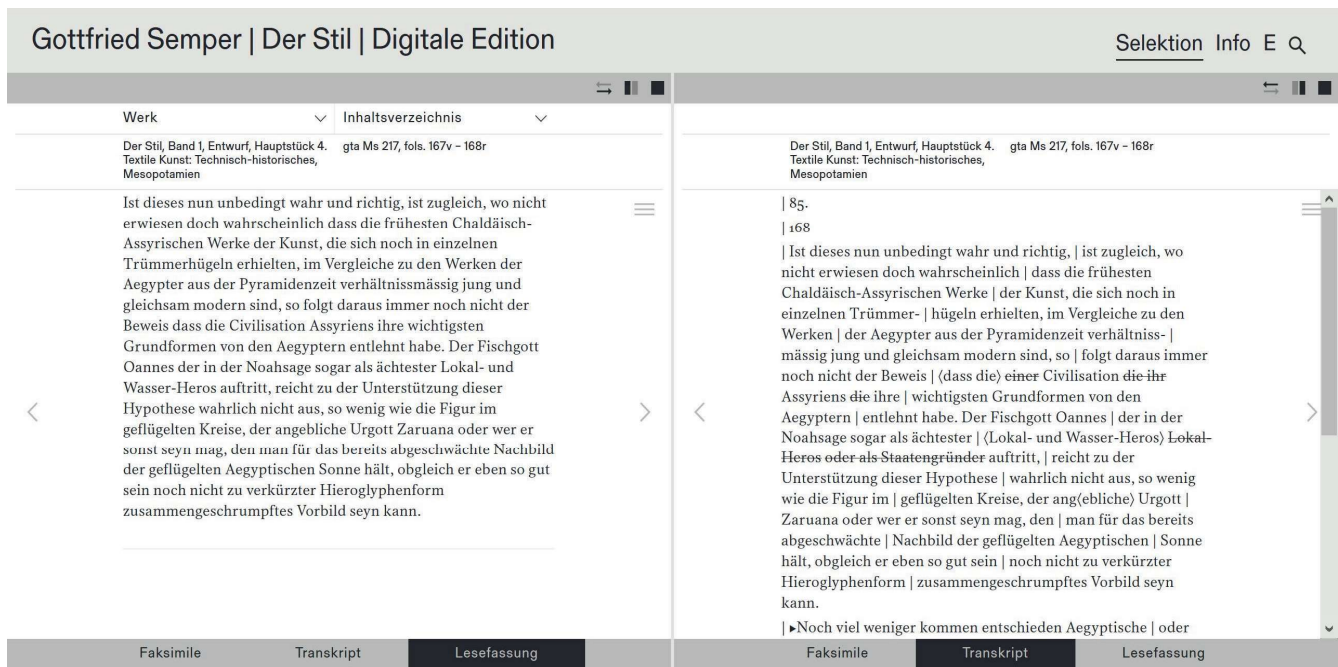 Gottfried Semper | Der Stil | Digitale Edition
Selektion Info E
Werk
Inhaltsverzeichnis
Der Stil, Band 1, Entwurf, Hauptstück 4.
Textile Kunst: Technisch-historisches,
Mesopotamien
gta Ms 217, fols. 167v – 168r
Ist dieses nun unbedingt wahr und richtig, ist zugleich, wo nicht
erwiesen doch wahrscheinlich dass die frühesten Chaldäisch-
Assyrischen Werke der Kunst, die sich noch in einzelnen
Trümmerhügeln erhielten, im Vergleiche zu den Werken der
Aegypter aus der Pyramidenzeit verhältnissmässig jung und
gleichsam modern sind, so folgt daraus immer noch nicht der
Beweis dass die Civilisation Assyriens ihre wichtigsten
Grundformen von den Aegyptern entlehnt habe. Der Fischgott
Oannes der in der Noahsage sogar als ächtester Lokal- und
Wasser-Heros auftritt, reicht zu der Unterstützung dieser
Hypothese wahrlich nicht aus, so wenig wie die Figur im
geflügelten Kreise, der angebliche Urgott Zaruana oder wer er
sonst seyn mag, den man für das bereits abgeschwächte Nachbild
der geflügelten Aegyptischen Sonne hält, obgleich er eben so gut
sein noch nicht zu verkürzter Hieroglyphenform
zusammengeschrumpftes Vorbild seyn kann.
Faksimile
Transkript
Lesefassung
Der Stil, Band 1, Entwurf, Hauptstück 4.
Textile Kunst: Technisch-historisches,
Mesopotamien
gta Ms 217, fols. 167v – 168r
| 85.
| 168
| Ist dieses nun unbedingt wahr und richtig, | ist zugleich, wo
nicht erwiesen doch wahrscheinlich | dass die frühesten
Chaldäisch-Assyrischen Werke | der Kunst, die sich noch in
einzelnen Trümmer- | hügeln erhielten, im Vergleiche zu den
Werken | der Aegypter aus der Pyramidenzeit verhältniss- |
mässig jung und gleichsam modern sind, so | folgt daraus immer
noch nicht der Beweis | ⟨dass die⟩ einer Civilisation die ihr
Assyriens die ihre | wichtigsten Grundformen von den
Aegyptern | entlehnt habe. Der Fischgott Oannes | der in der
Noahsage sogar als ächtester | ⟨Lokal- und Wasser-Heros⟩ Lokal-
Heros oder als Staatengründer auftritt, | reicht zu der
Unterstützung dieser Hypothese | wahrlich nicht aus, so wenig
wie die Figur im | geflügelten Kreise, der ang⟨ebliche⟩ Urgott |
Zaruana oder wer er sonst seyn mag, den | man für das bereits
abgeschwächte | Nachbild der geflügelten Aegyptischen | Sonne
hält, obgleich er eben so gut sein | noch nicht zu verkürzter
Hieroglyphenform | zusammengeschrumpftes Vorbild seyn
kann.
| ▸Noch viel weniger kommen entschieden Aegyptische | oder
Faksimile
Transkript
Lesefassung